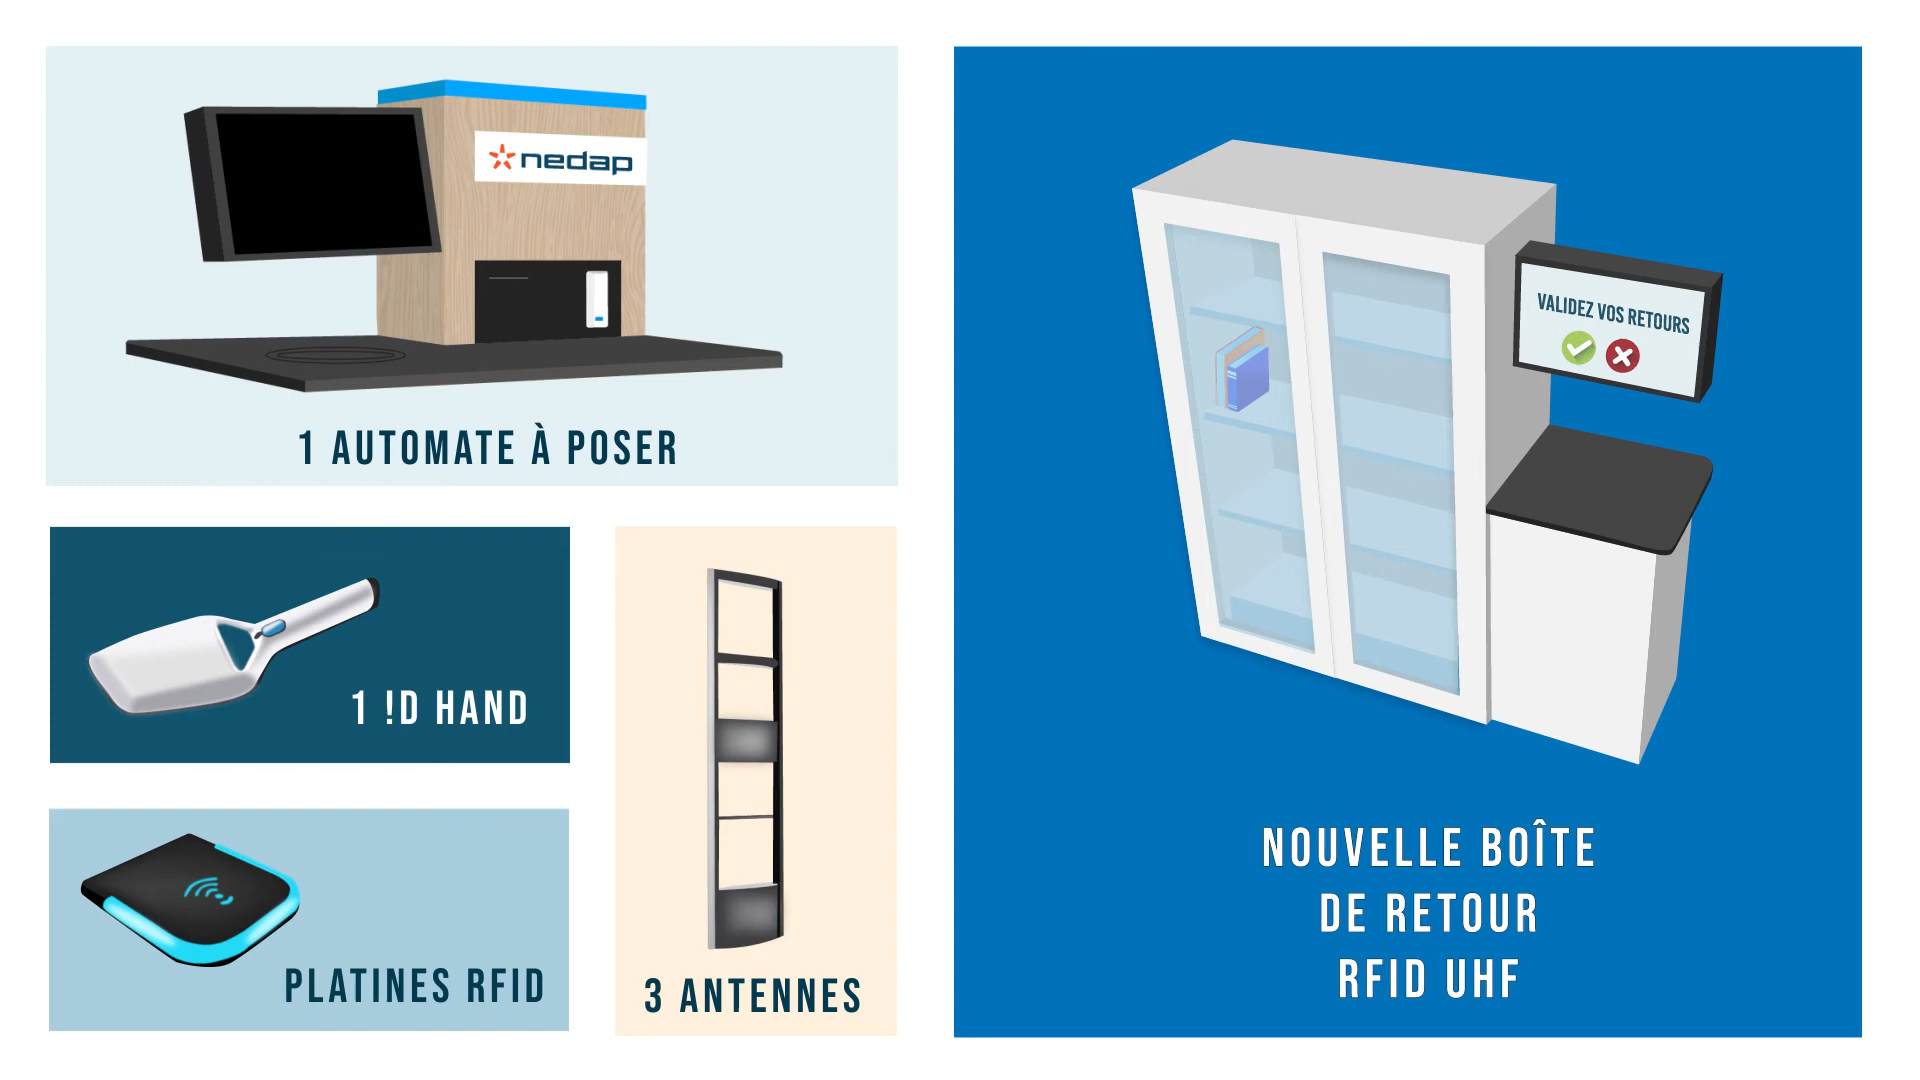 nedap
1 AUTOMATE À POSER
1 !D HAND
PLATINES RFID
3 ANTENNES
VALIDEZ VOS RETOURS
NOUVELLE BOÎTE
DE RETOUR
RFID UHF